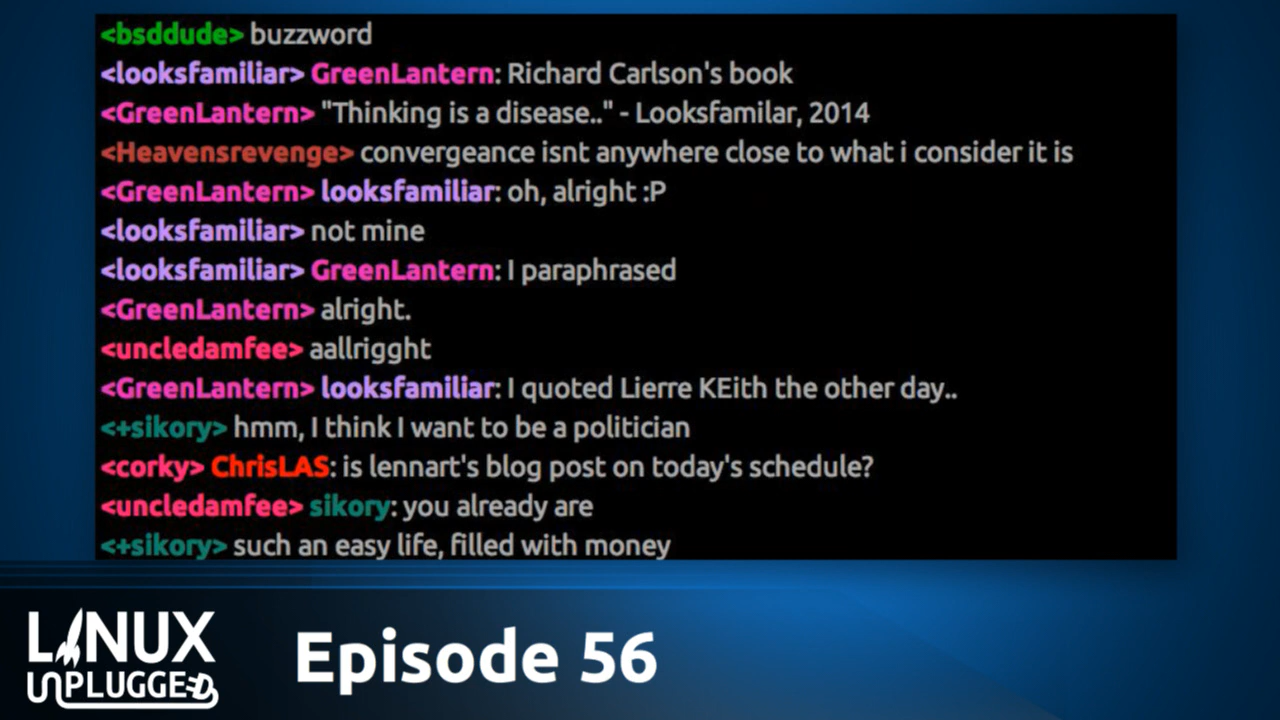 <bsddude> buzzword
<looksfamiliar> GreenLantern: Richard Carlson's book
<GreenLantern> "Thinking is a disease.." - Looksfamilar, 2014
<Heavensrevenge> convergeance isnt anywhere close to what i consider it is
<GreenLantern> looksfamiliar: oh, alright :P
<looksfamiliar> not mine
<looksfamiliar> GreenLantern: I paraphrased
<GreenLantern> alright.
<uncledamfee> aallrigght
<GreenLantern> looksfamiliar: I quoted Lierre KEith the other day..
<+sikory> hmm, I think I want to be a politician
<corky> ChrisLAS: is lennart's blog post on today's schedule?
<uncledamfee> sikory: you already are
<+sikory> such an easy life, filled with money
LINUX
UNPLUGGED
Episode 56